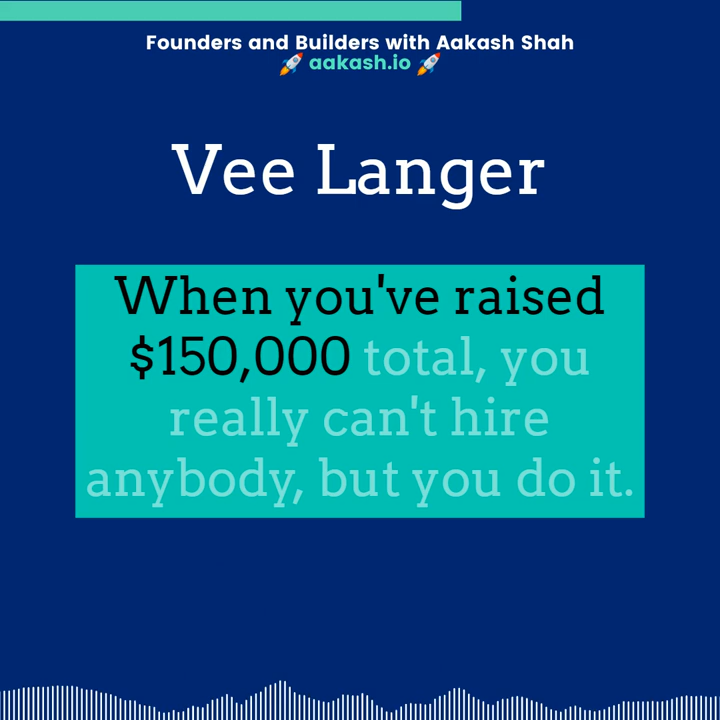 Founders and Builders with Aakash Shah
🚀 aakash.io 🚀
Vee Langer
When you've raised
$150,000 total, you
really can't hire
anybody, but you do it.